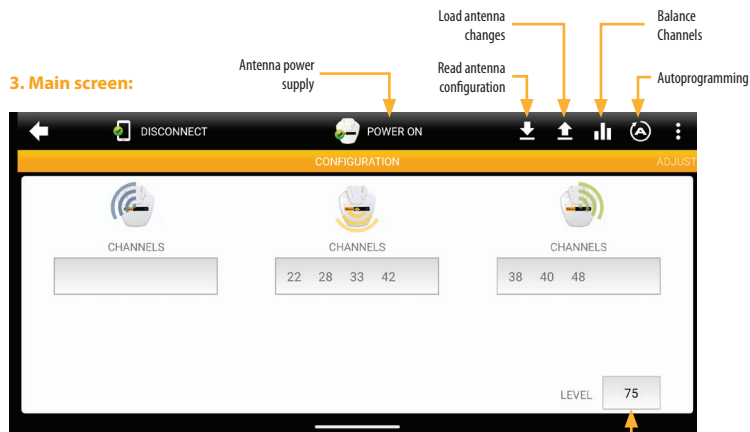 Load antenna
changes
Balance
Channels
Antenna power
supply
Read antenna
configuration
Autoprogramming
3. Main screen:
DISCONNECT
POWER ON
CONFIGURATION
ADJUST
CHANNELS
CHANNELS
CHANNELS
22 28 33 42
38 40 48
LEVEL 75